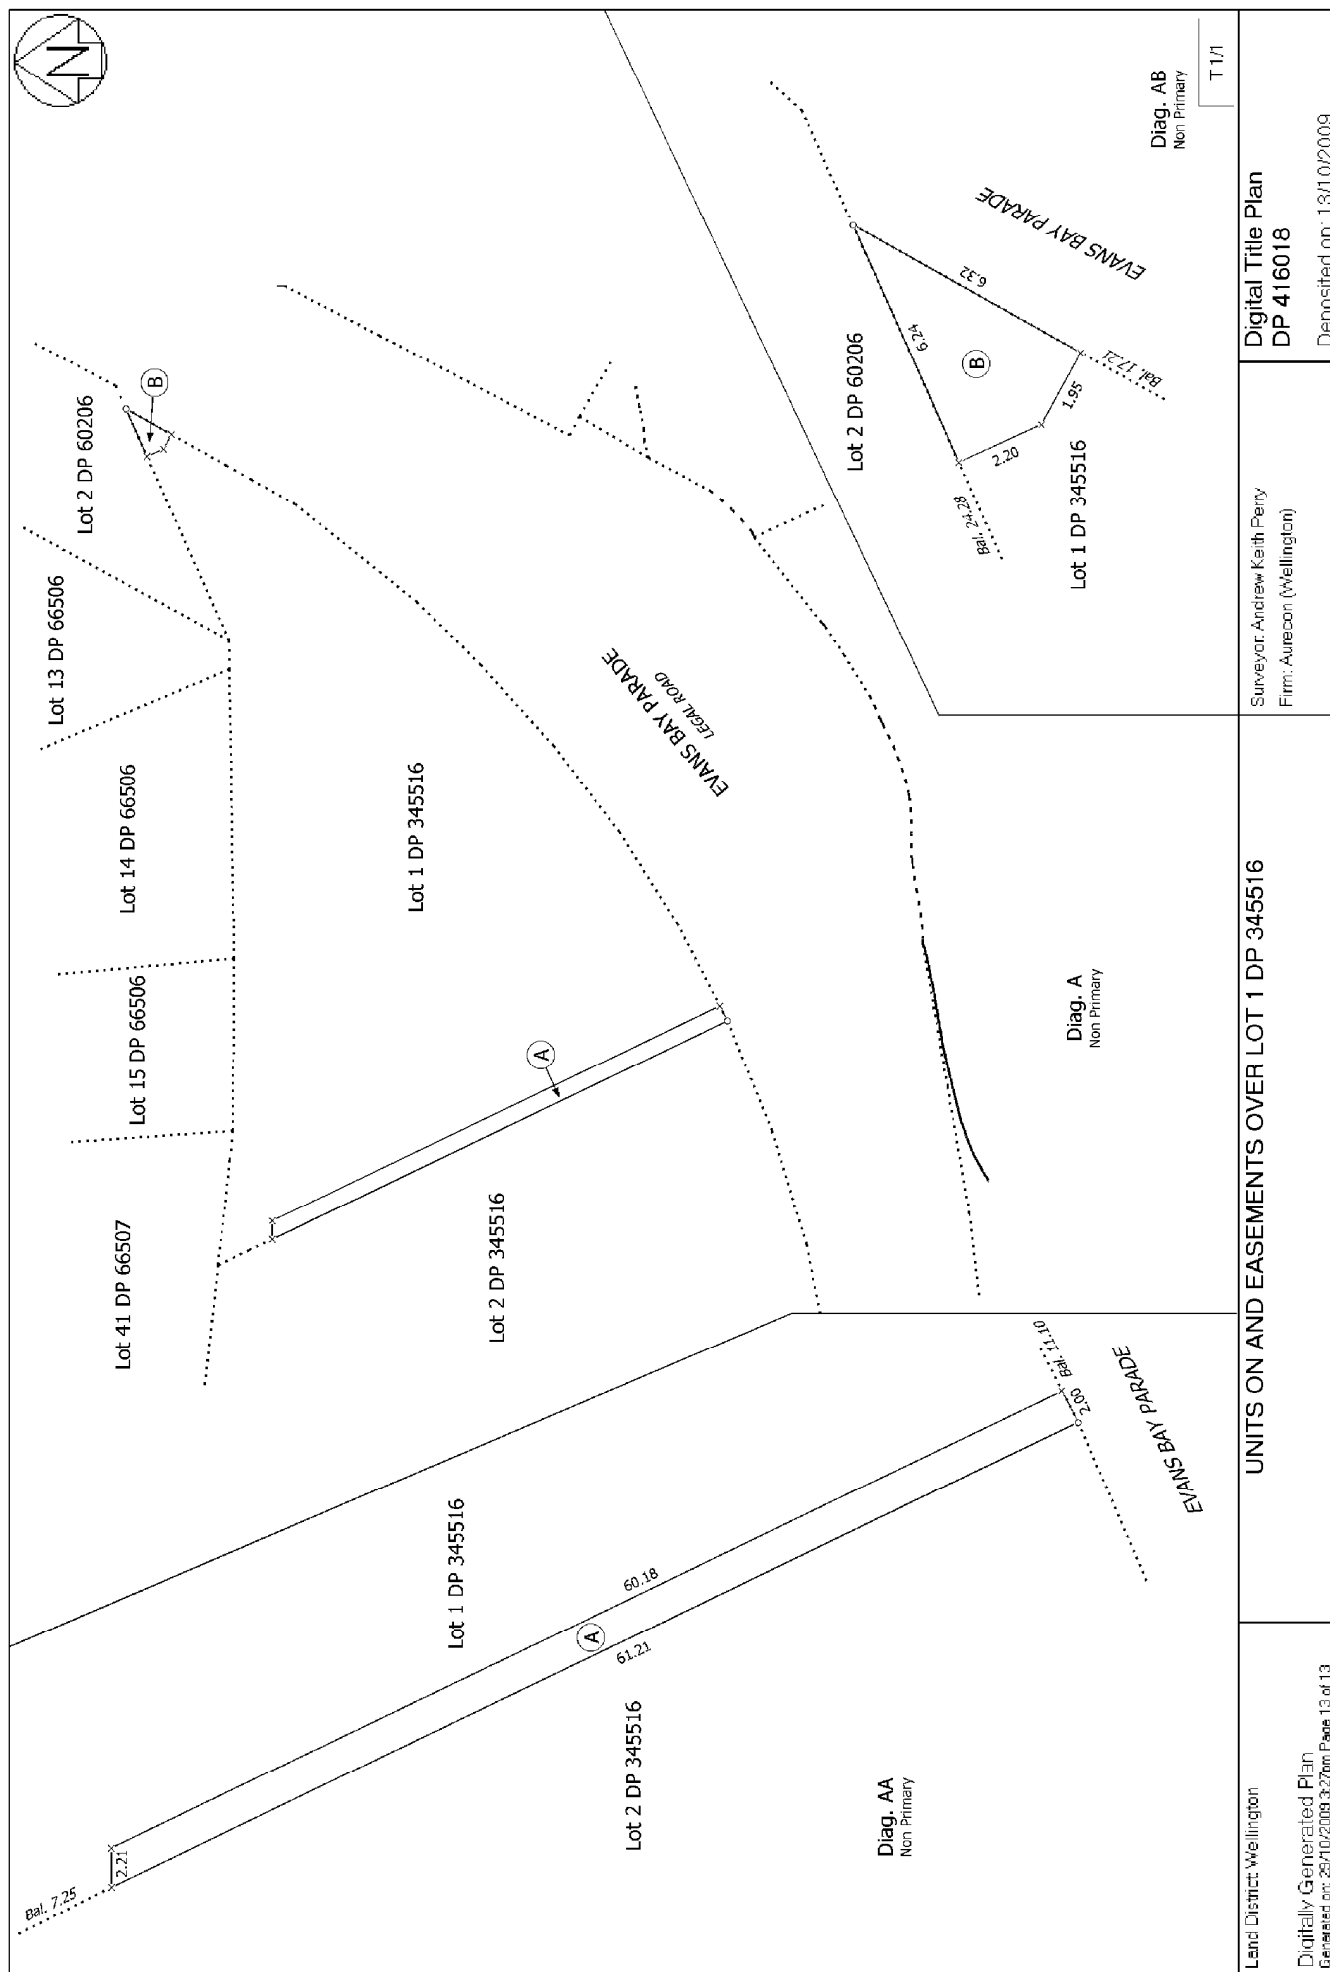 N
Lot 41 DP 66507
Lot 15 DP 66506
Lot 14 DP 66506
Lot 13 DP 66506
Lot 2 DP 60206
B
Lot 1 DP 345516
A
Lot 2 DP 345516
EVANS BAY PARADE
LEGAL ROAD
Diag. A
Non Primary
Bal. 7.25
2.21
Lot 1 DP 345516
60.18
A
61.21
Lot 2 DP 345516
Bal. 11.10
2.00
EVANS BAY PARADE
Diag. AA
Non Primary
Lot 2 DP 60206
6.24
6.32
B
2.20
1.95
Bal. 24.28
Bal. 17.21
Lot 1 DP 345516
EVANS BAY PARADE
Diag. AB
Non Primary
T 1/1
Land District: Wellington
Digitally Generated Plan
Generated on: 29/10/2009 3:27pm Page 13 of 13
UNITS ON AND EASEMENTS OVER LOT 1 DP 345516
Surveyor: Andrew Keith Perry
Firm: Aurecon (Wellington)
Digital Title Plan
DP 416018
Deposited on: 13/10/2009